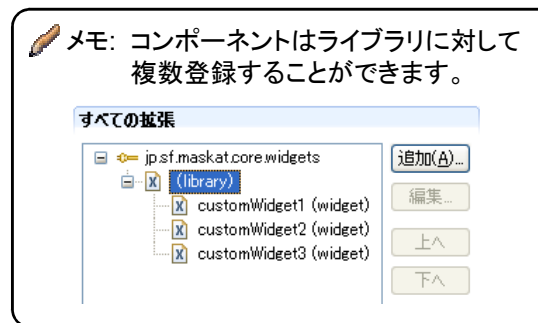 メモ: コンポーネントはライブラリに対して
複数登録することができます。
すべての拡張
jp.sf.maskat.core.widgets
(library)
customWidget1 (widget)
customWidget2 (widget)
customWidget3 (widget)
追加(A)...
編集...
上へ
下へ